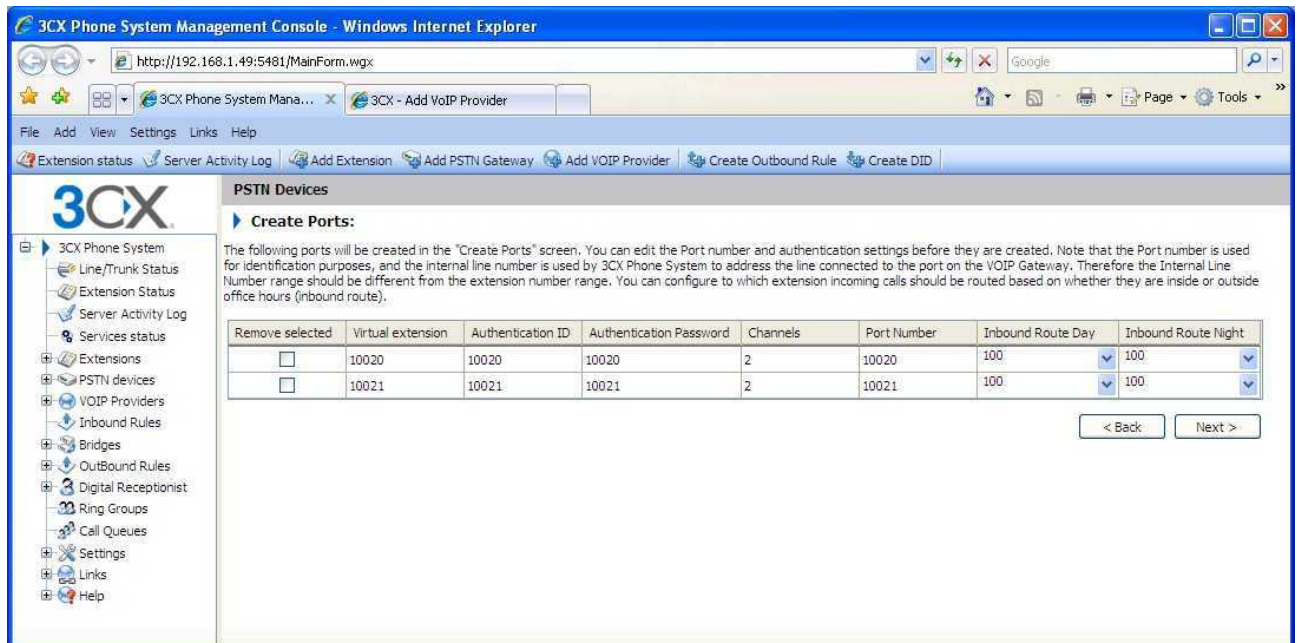 3CX Phone System Management Console - Windows Internet Explorer
http://192.168.1.49:5481/MainForm.wgx
Google
3CX Phone System Mana...
3CX - Add VoIP Provider
Page
Tools
»
File Add View Settings Links Help
Extension status Server Activity Log Add Extension Add PSTN Gateway Add VOIP Provider Create Outbound Rule Create DID
3CX
3CX Phone System
Line/Trunk Status
Extension Status
Server Activity Log
Services status
Extensions
PSTN devices
VOIP Providers
Inbound Rules
Bridges
OutBound Rules
Digital Receptionist
Ring Groups
Call Queues
Settings
Links
Help
PSTN Devices
Create Ports:
The following ports will be created in the "Create Ports" screen. You can edit the Port number and authentication settings before they are created. Note that the Port number is used
for identification purposes, and the internal line number is used by 3CX Phone System to address the line connected to the port on the VOIP Gateway. Therefore the Internal Line
Number range should be different from the extension number range. You can configure to which extension incoming calls should be routed based on whether they are inside or outside
office hours (inbound route).
Remove selected Virtual extension Authentication ID Authentication Password Channels Port Number Inbound Route Day Inbound Route Night
10020 10020 10020 2 10020 100 100
10021 10021 10021 2 10021 100 100
< Back Next >